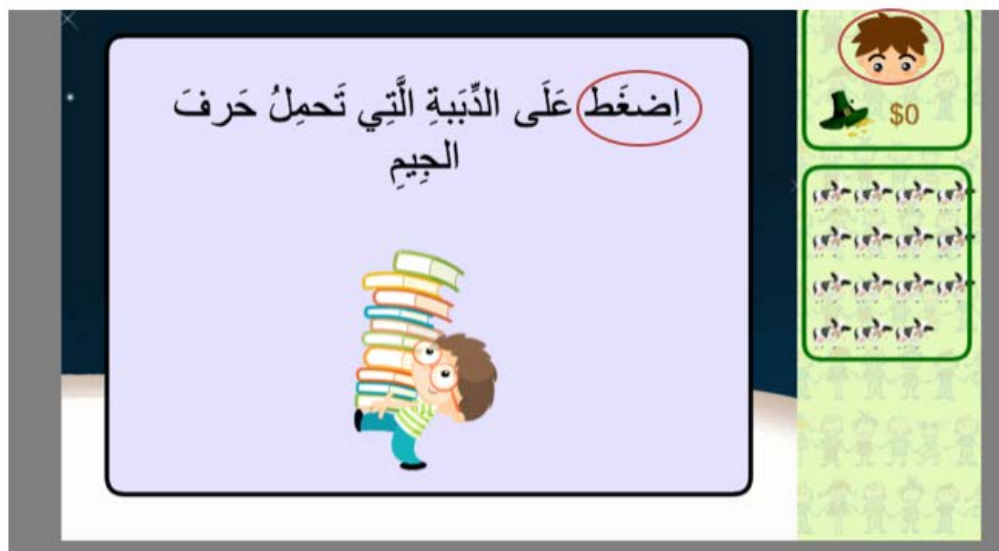 اِضغَط عَلَى الدِّبَبةِ الَّتِي تَحمِلُ حَرفَ
الجِيمِ
$0